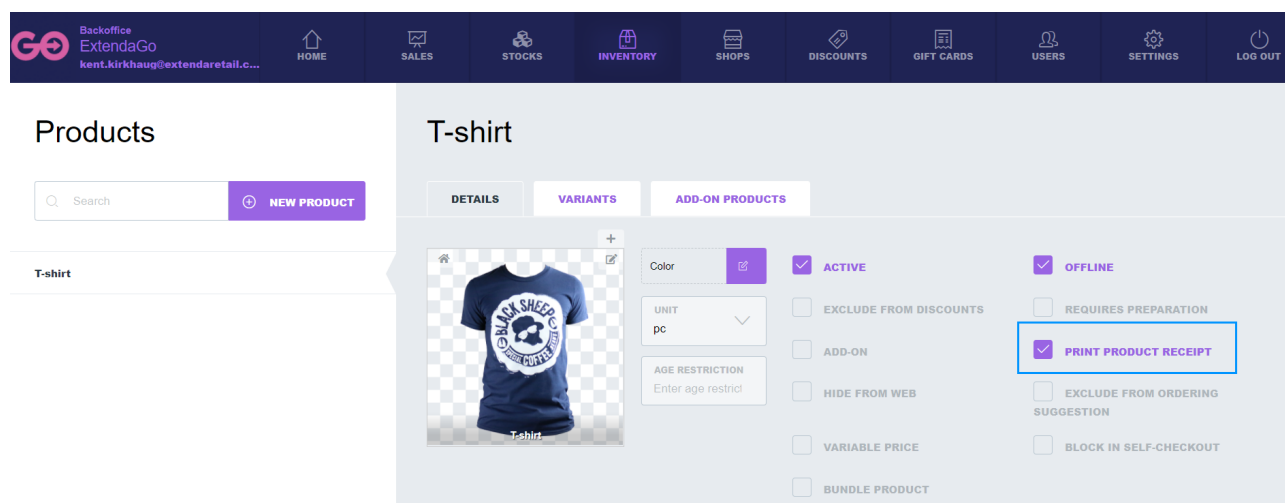 GO
Backoffice
ExtendaGo
kent.kirkhaug@extendaretail.c...
HOME
SALES
STOCKS
INVENTORY
SHOPS
DISCOUNTS
GIFT CARDS
USERS
SETTINGS
LOG OUT
Products
Search
NEW PRODUCT
T-shirt
T-shirt
DETAILS
VARIANTS
ADD-ON PRODUCTS
BLACK SHEEP
COFFEE
T-shirt
Color
UNIT
pc
AGE RESTRICTION
Enter age restrict
ACTIVE
EXCLUDE FROM DISCOUNTS
ADD-ON
HIDE FROM WEB
VARIABLE PRICE
BUNDLE PRODUCT
OFFLINE
REQUIRES PREPARATION
PRINT PRODUCT RECEIPT
EXCLUDE FROM ORDERING
SUGGESTION
BLOCK IN SELF-CHECKOUT